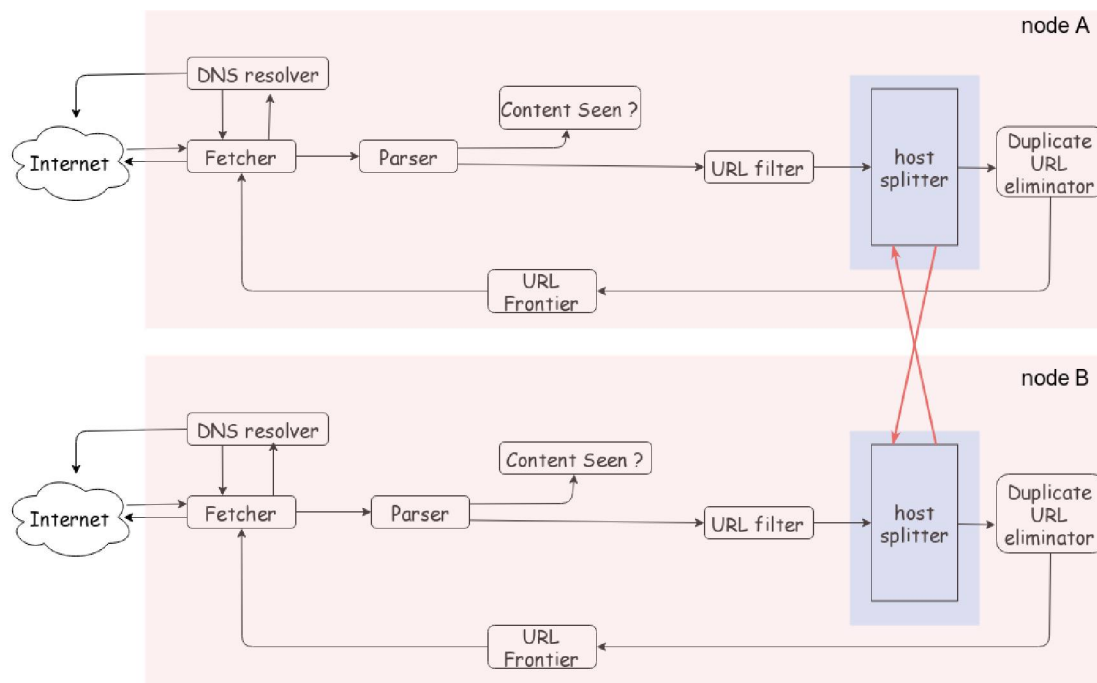 node A
DNS resolver
Content Seen ?
Internet
Fetcher
Parser
URL filter
host
splitter
Duplicate
URL
eliminator
URL
Frontier
node B
DNS resolver
Content Seen ?
Internet
Fetcher
Parser
URL filter
host
splitter
Duplicate
URL
eliminator
URL
Frontier